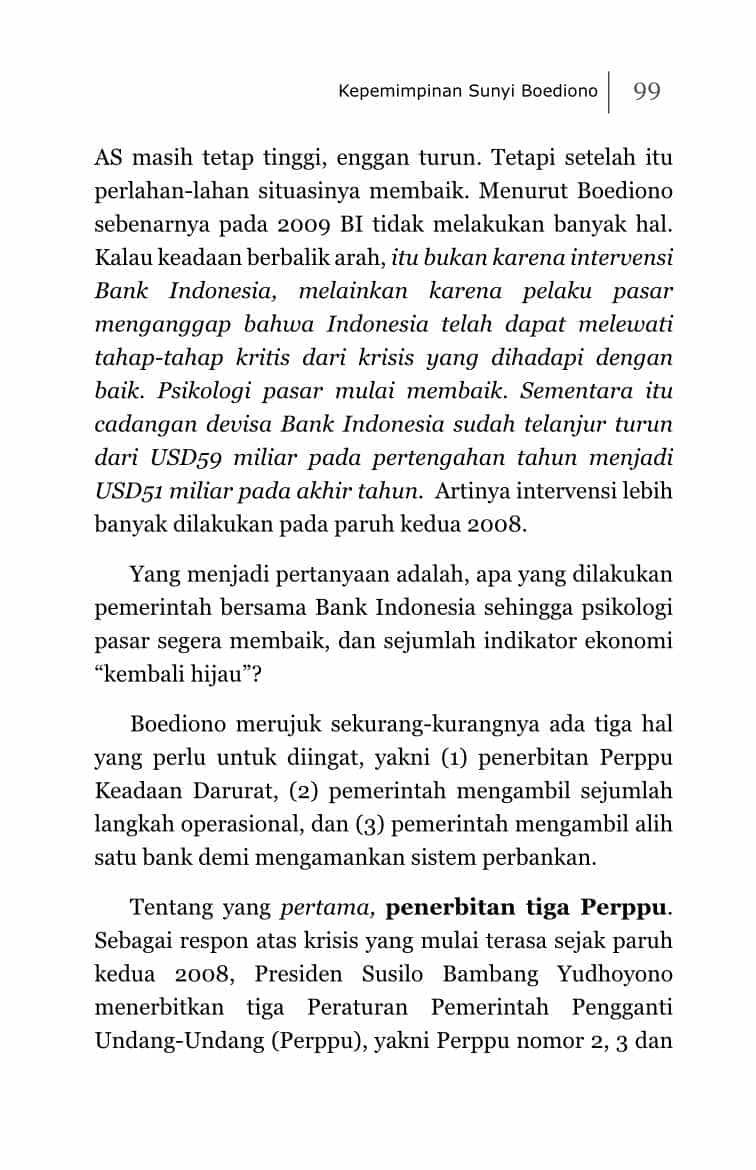 Kepemimpinan Sunyi Boediono 99
AS masih tetap tinggi, enggan turun. Tetapi setelah itu
perlahan-lahan situasinya membaik. Menurut Boediono
sebenarnya pada 2009 BI tidak melakukan banyak hal.
Kalau keadaan berbalik arah, itu bukan karena intervensi
Bank Indonesia, melainkan karena pelaku pasar
menganggap bahwa Indonesia telah dapat melewati
tahap-tahap kritis dari krisis yang dihadapi dengan
baik. Psikologi pasar mulai membaik. Sementara itu
cadangan devisa Bank Indonesia sudah telanjur turun
dari USD59 miliar pada pertengahan tahun menjadi
USD51 miliar pada akhir tahun. Artinya intervensi lebih
banyak dilakukan pada paruh kedua 2008.
Yang menjadi pertanyaan adalah, apa yang dilakukan
pemerintah bersama Bank Indonesia sehingga psikologi
pasar segera membaik, dan sejumlah indikator ekonomi
“kembali hijau”?
Boediono merujuk sekurang-kurangnya ada tiga hal
yang perlu untuk diingat, yakni (1) penerbitan Perppu
Keadaan Darurat, (2) pemerintah mengambil sejumlah
langkah operasional, dan (3) pemerintah mengambil alih
satu bank demi mengamankan sistem perbankan.
Tentang yang pertama, penerbitan tiga Perppu.
Sebagai respon atas krisis yang mulai terasa sejak paruh
kedua 2008, Presiden Susilo Bambang Yudhoyono
menerbitkan tiga Peraturan Pemerintah Pengganti
Undang-Undang (Perppu), yakni Perppu nomor 2, 3 dan